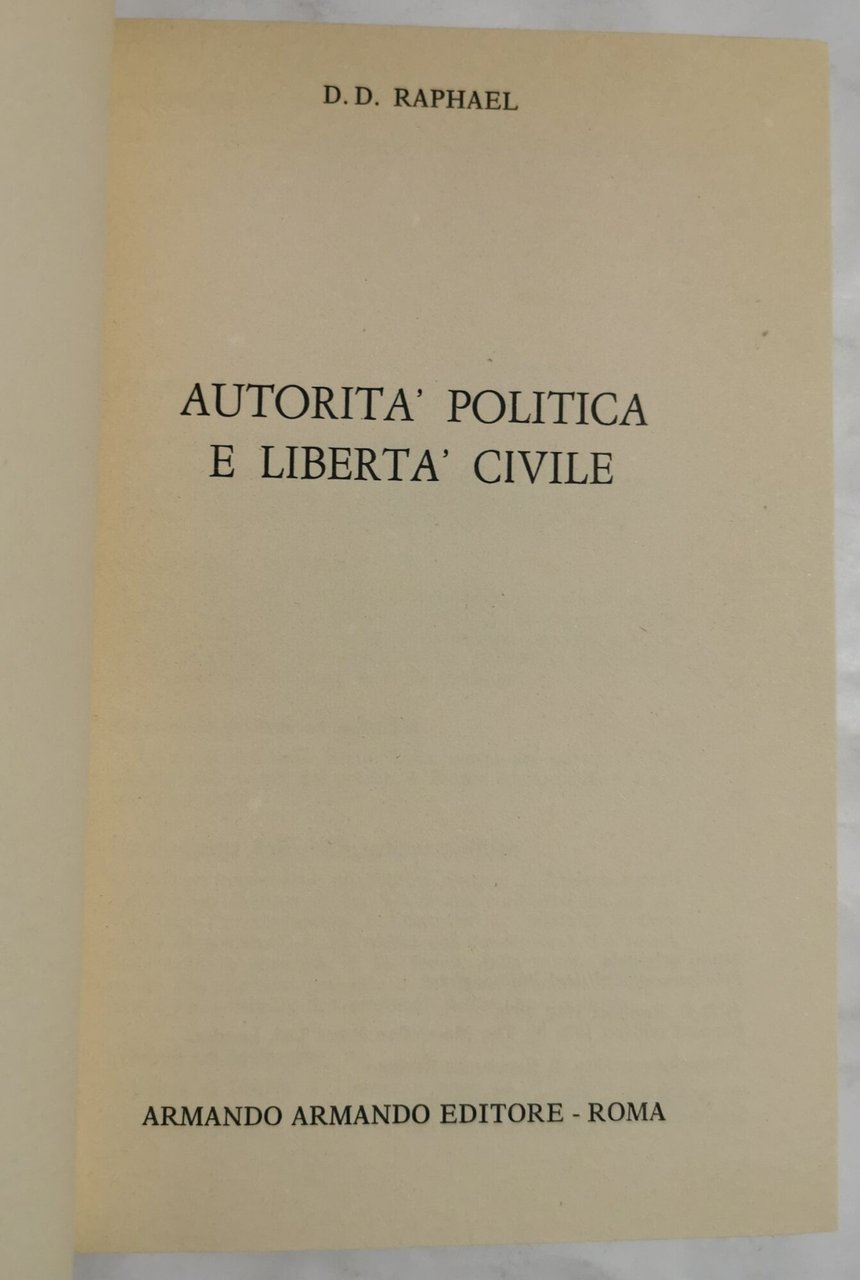 D. D. RAPHAEL
AUTORITA' POLITICA
E LIBERTA' CIVILE
ARMANDO ARMANDO EDITORE - ROMA